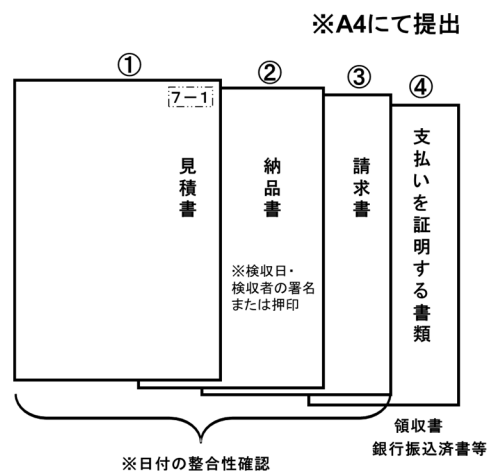 ※A4にて提出
①
②
③
④
7－1
見積書
納品書
請求書
支払いを証明する書類
※検収日・
検収者の署名
または押印
領収書
銀行振込済書等
※日付の整合性確認